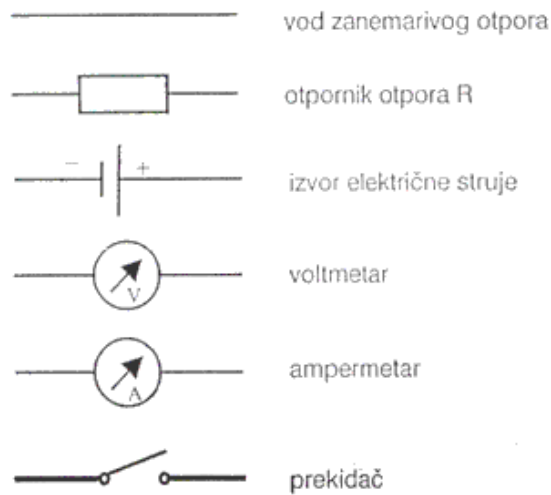 vod zanemarivog otpora
otpornik otpora R
− +
izvor električne struje
V
voltmetar
A
ampermetar
prekidač